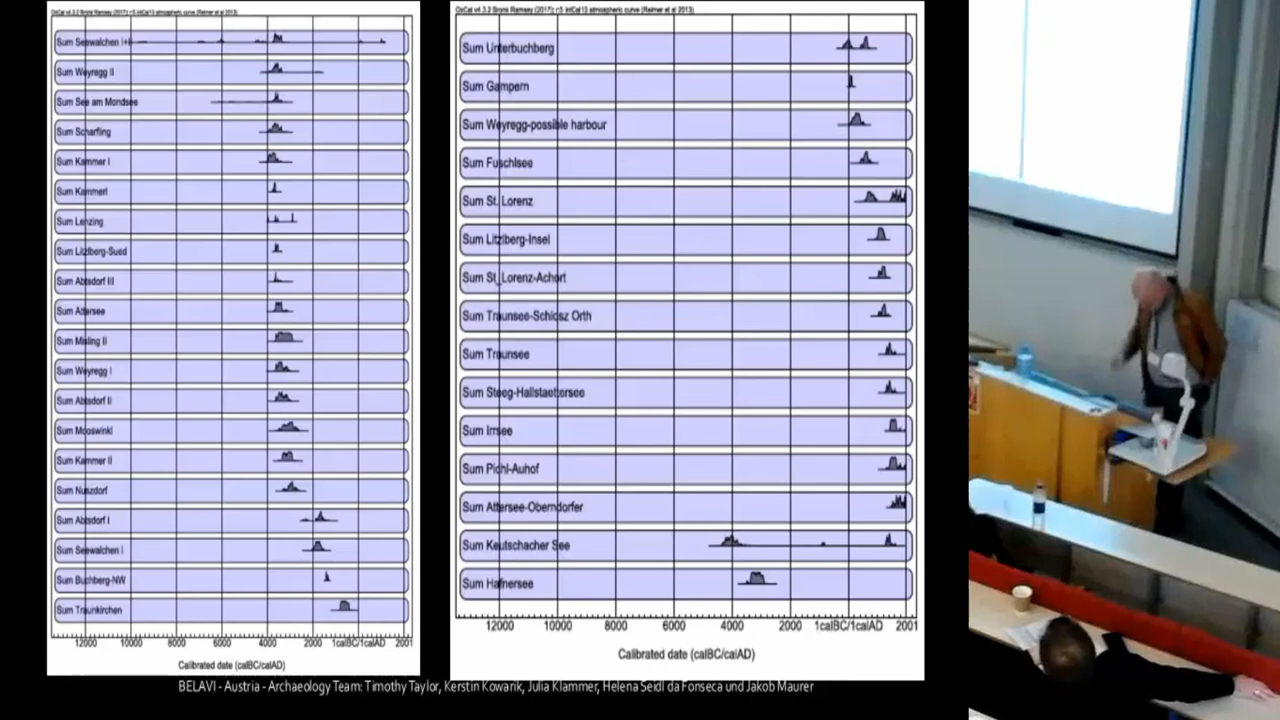 OxCal v4.3.2 Bronk Ramsey (2017); r:5 IntCal13 atmospheric curve (Reimer et al 2013)
Sum Seewalchen I+II
Sum Weyregg II
Sum See am Mondsee
Sum Scharfling
Sum Kammer I
Sum Kammerl
Sum Lenzing
Sum Litzlberg-Sued
Sum Abtsdorf III
Sum Attersee
Sum Misling II
Sum Weyregg I
Sum Abtsdorf II
Sum Mooswinkl
Sum Kammer II
Sum Nuszdorf
Sum Abtsdorf I
Sum Seewalchen I
Sum Buchberg-NW
Sum Traunkirchen
12000 10000 8000 6000 4000 2000 1calBC/1calAD 2001
Calibrated date (calBC/calAD)
OxCal v4.3.2 Bronk Ramsey (2017); r:5 IntCal13 atmospheric curve (Reimer et al 2013)
Sum Unterbuchberg
Sum Gampern
Sum Weyregg-possible harbour
Sum Fuschlsee
Sum St. Lorenz
Sum Litzlberg-Insel
Sum St_Lorenz-Achort
Sum Traunsee-Schlosz Orth
Sum Traunsee
Sum Steeg-Hallstaettersee
Sum Irrsee
Sum Pichl-Auhof
Sum Attersee-Oberndorfer
Sum Keutschacher See
Sum Hafnersee
12000 10000 8000 6000 4000 2000 1calBC/1calAD 2001
Calibrated date (calBC/calAD)
BELAVI - Austria - Archaeology Team: Timothy Taylor, Kerstin Kowarik, Julia Klammer, Helena Seidl da Fonseca und Jakob Maurer